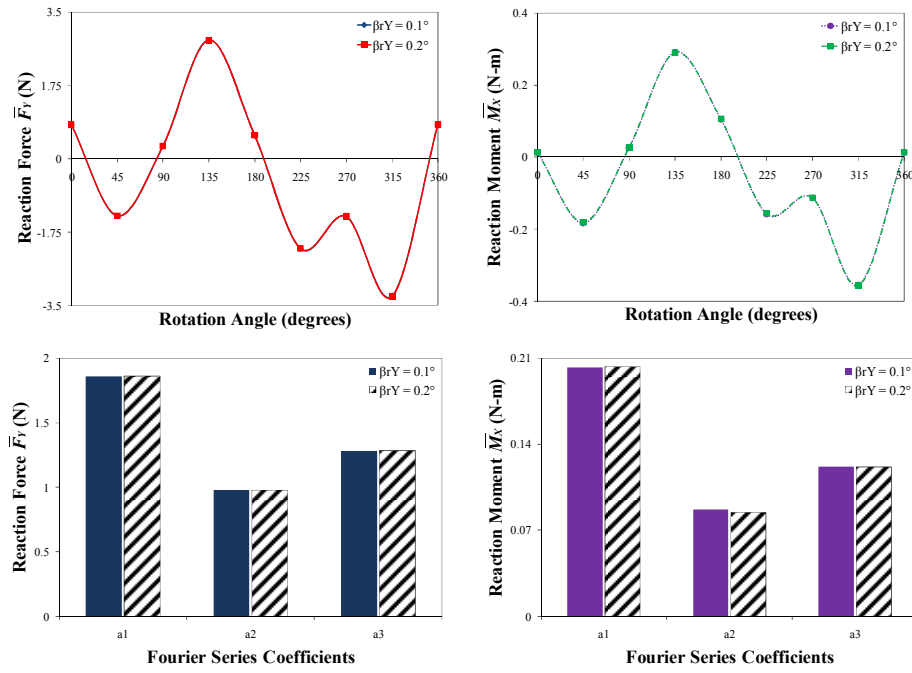 Reaction Force F̅Y (N)
3.5
1.75
0
-1.75
-3.5
0 45 90 135 180 225 270 315 360
βrY = 0.1°
βrY = 0.2°
Rotation Angle (degrees)
Reaction Moment M̅X (N-m)
0.4
0.2
0
-0.2
-0.4
0 45 90 135 180 225 270 315 360
βrY = 0.1°
βrY = 0.2°
Rotation Angle (degrees)
Reaction Force F̅Y (N)
2
1.5
1
0.5
0
a1 a2 a3
βrY = 0.1°
βrY = 0.2°
Fourier Series Coefficients
Reaction Moment M̅X (N-m)
0.21
0.14
0.07
0
a1 a2 a3
βrY = 0.1°
βrY = 0.2°
Fourier Series Coefficients